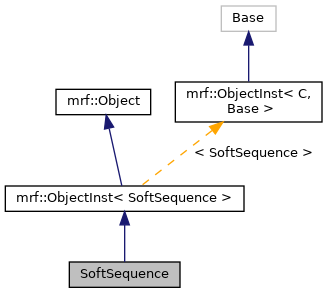 Base
mrf::ObjectInst< C,
Base >
mrf::Object
< SoftSequence >
mrf::ObjectInst< SoftSequence >
SoftSequence